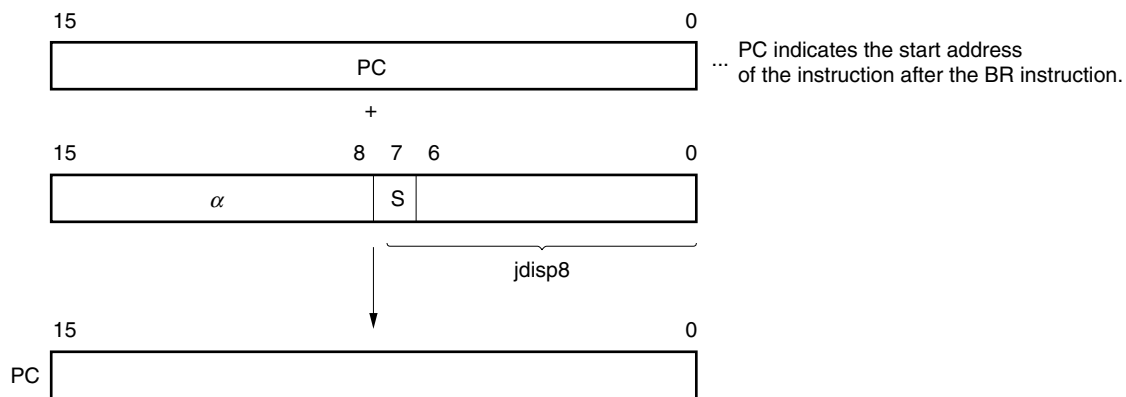 15 0
PC
... PC indicates the start address
of the instruction after the BR instruction.
+
15 8 7 6 0
α S
jdisp8
15 0
PC